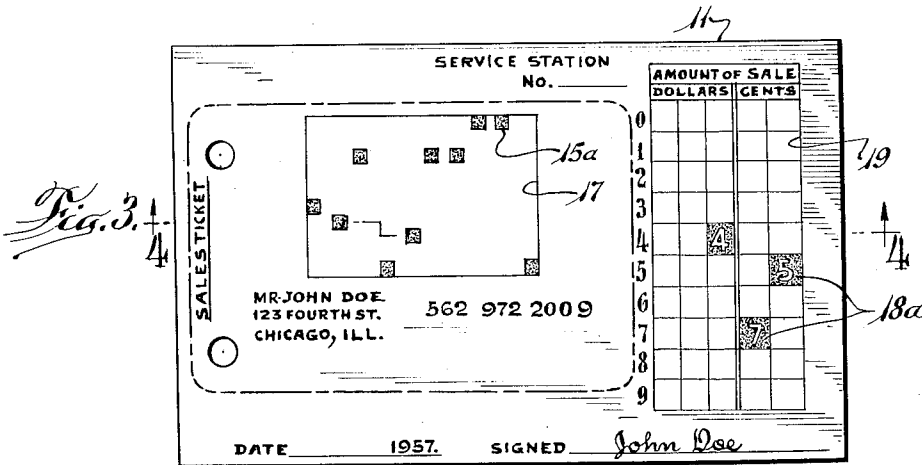 11
SERVICE STATION
No.
AMOUNT OF SALE
DOLLARS CENTS
0
1
2
3
4
5
6
7
8
9
4
5
7
15a
17
19
18a
Fig. 3.
4
4
SALESTICKET
MR. JOHN DOE
123 FOURTH ST.
CHICAGO, ILL.
562 972 2009
DATE 1957. SIGNED John Doe